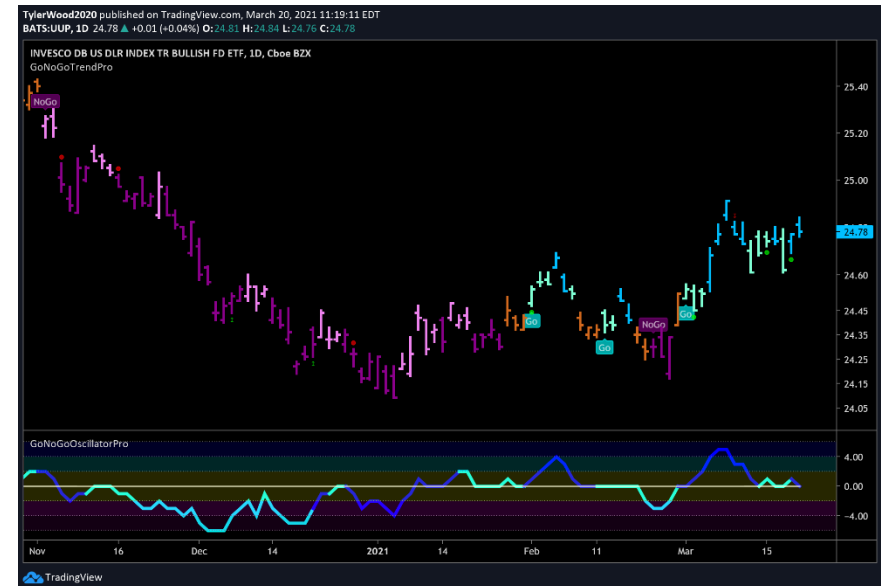 TylerWood2020 published on TradingView.com, March 20, 2021 11:19:11 EDT
BATS:UUP, 1D 24.78 ▲ +0.01 (+0.04%) O:24.81 H:24.84 L:24.76 C:24.78
INVESCO DB US DLR INDEX TR BULLISH FD ETF, 1D, Cboe BZX
GoNoGoTrendPro
25.40
NoGo
25.20
25.00
24.78
24.60
24.45
Go
NoGo
Go
24.35
Go
24.25
24.15
24.05
GoNoGoOscillatorPro
4.00
0.00
−4.00
Nov 16 Dec 14 2021 14 Feb 11 Mar 15
TradingView